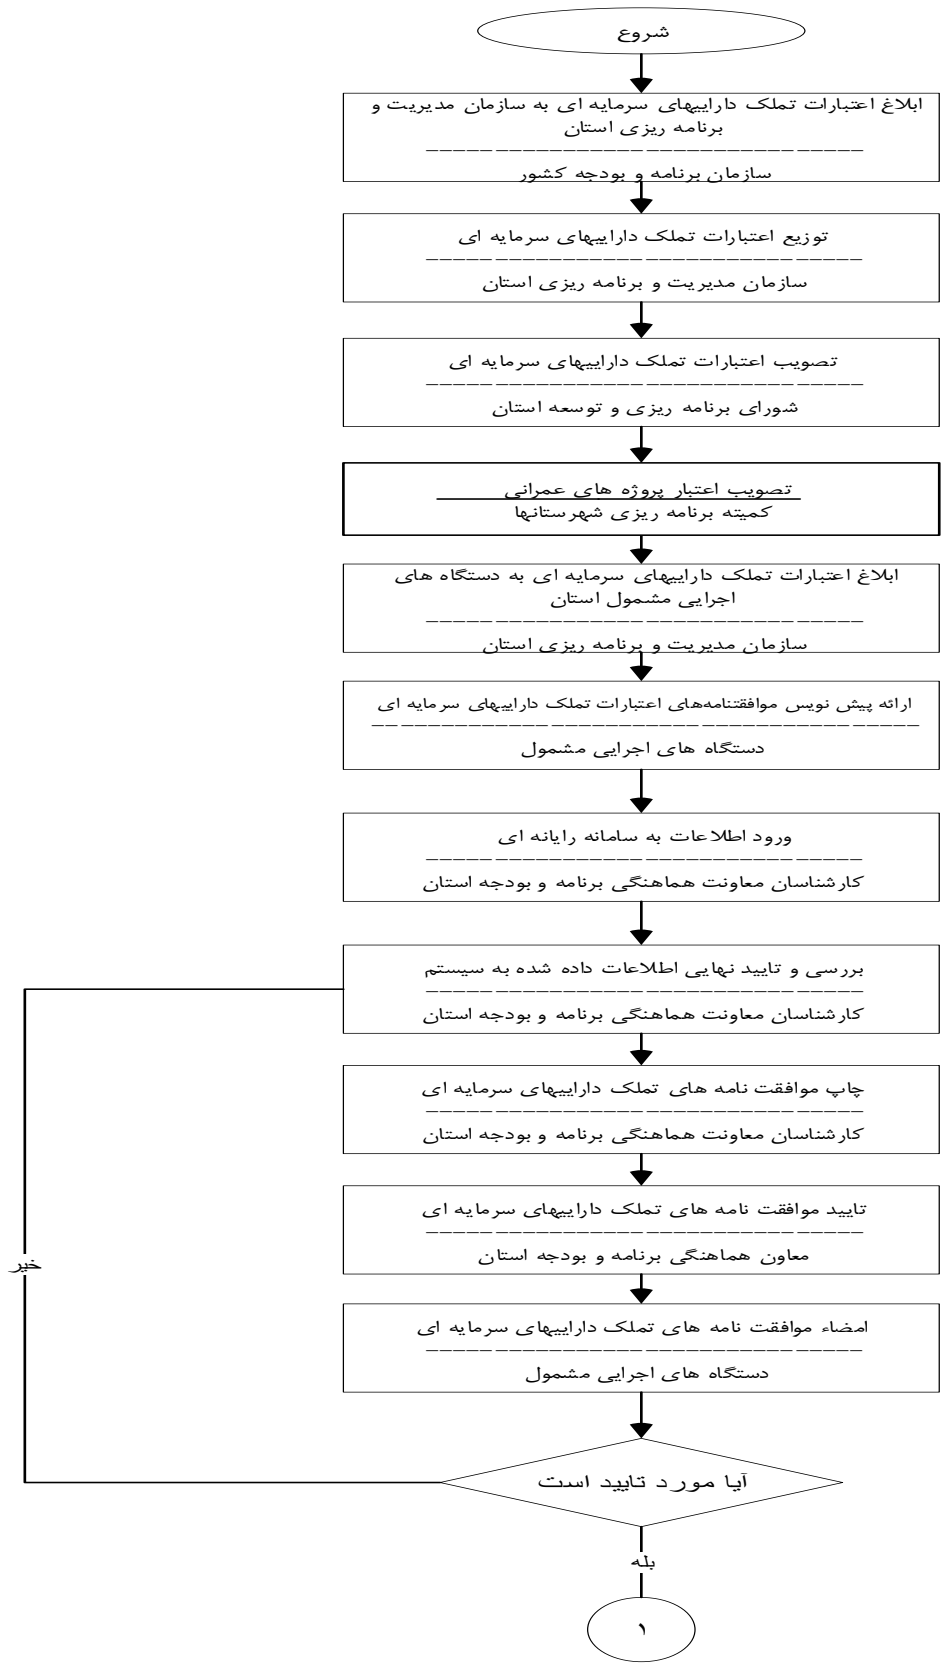 شروع
ابلاغ اعتبارات تملک داراییهای سرمایه ای به سازمان مدیریت و
برنامه ریزی استان
سازمان برنامه و بودجه کشور
توزیع اعتبارات تملک داراییهای سرمایه ای
سازمان مدیریت و برنامه ریزی استان
تصویب اعتبارات تملک داراییهای سرمایه ای
شورای برنامه ریزی و توسعه استان
تصویب اعتبار پروژه های عمرانی
کمیته برنامه ریزی شهرستانها
ابلاغ اعتبارات تملک داراییهای سرمایه ای به دستگاه های
اجرایی مشمول استان
سازمان مدیریت و برنامه ریزی استان
ارائه پیش نویس موافقتنامه‌های اعتبارات تملک داراییهای سرمایه ای
دستگاه های اجرایی مشمول
ورود اطلاعات به سامانه رایانه ای
کارشناسان معاونت هماهنگی برنامه و بودجه استان
بررسی و تایید نهایی اطلاعات داده شده به سیستم
کارشناسان معاونت هماهنگی برنامه و بودجه استان
چاپ موافقت نامه های تملک داراییهای سرمایه ای
کارشناسان معاونت هماهنگی برنامه و بودجه استان
تایید موافقت نامه های تملک داراییهای سرمایه ای
معاون هماهنگی برنامه و بودجه استان
خیر
امضاء موافقت نامه های تملک داراییهای سرمایه ای
دستگاه های اجرایی مشمول
آیا مورد تایید است
بله
۱